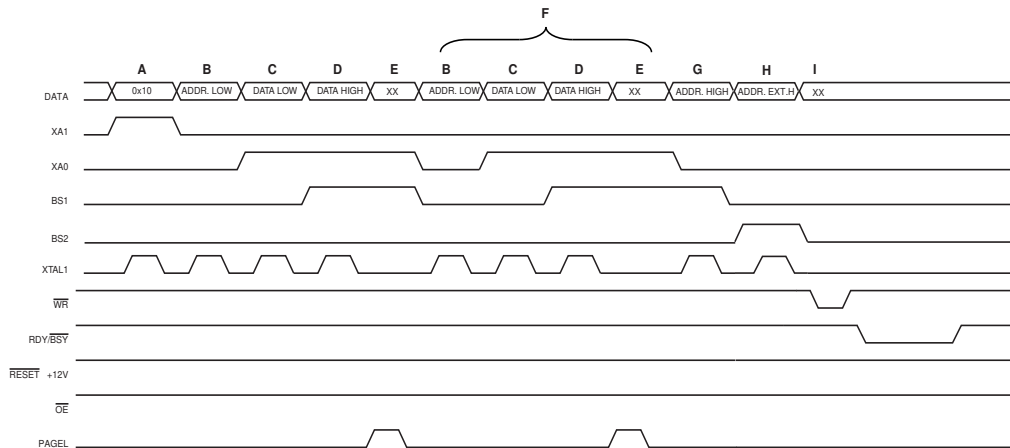 F
A B C D E B C D E G H I
DATA 0x10 ADDR. LOW DATA LOW DATA HIGH XX ADDR. LOW DATA LOW DATA HIGH XX ADDR. HIGH ADDR. EXT.H XX
XA1
XA0
BS1
BS2
XTAL1
WR
RDY/BSY
RESET +12V
OE
PAGEL